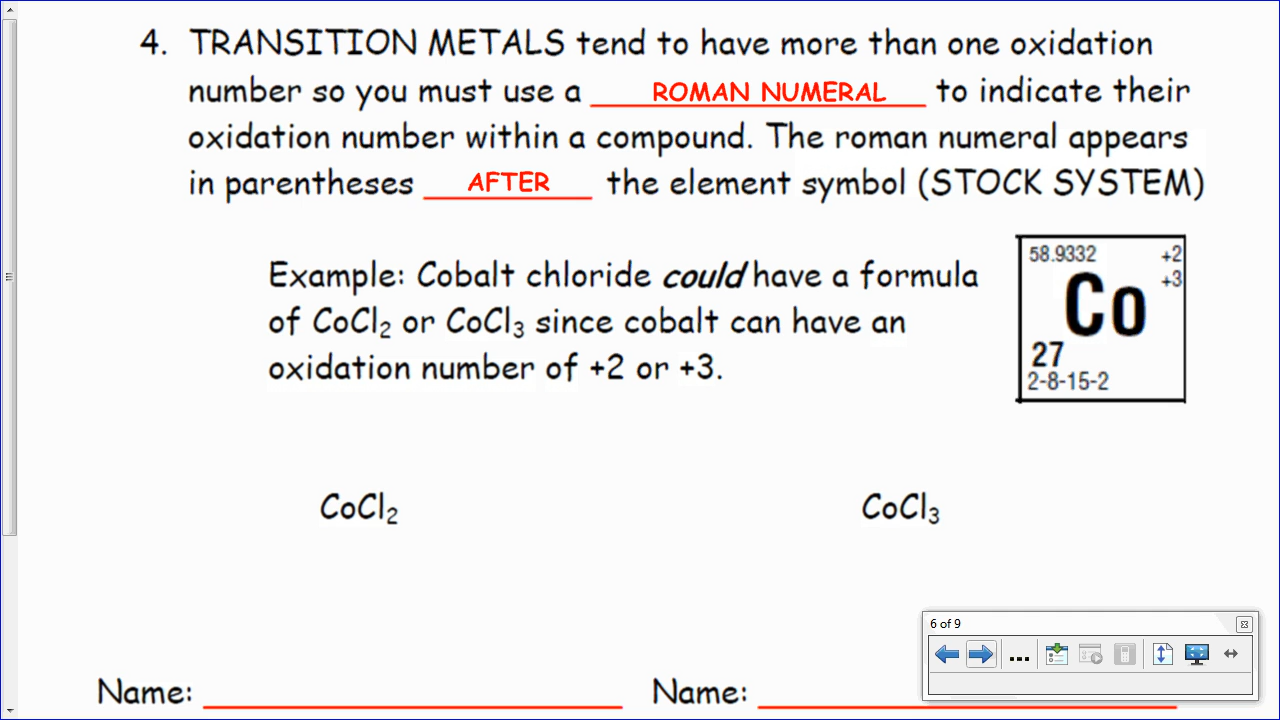 4. TRANSITION METALS tend to have more than one oxidation
number so you must use a ROMAN NUMERAL to indicate their
oxidation number within a compound. The roman numeral appears
in parentheses AFTER the element symbol (STOCK SYSTEM)
Example: Cobalt chloride could have a formula
of CoCl₂ or CoCl₃ since cobalt can have an
oxidation number of +2 or +3.
58.9332 +2
+3
Co
27
2-8-15-2
CoCl₂ CoCl₃
6 of 9
Name: Name: